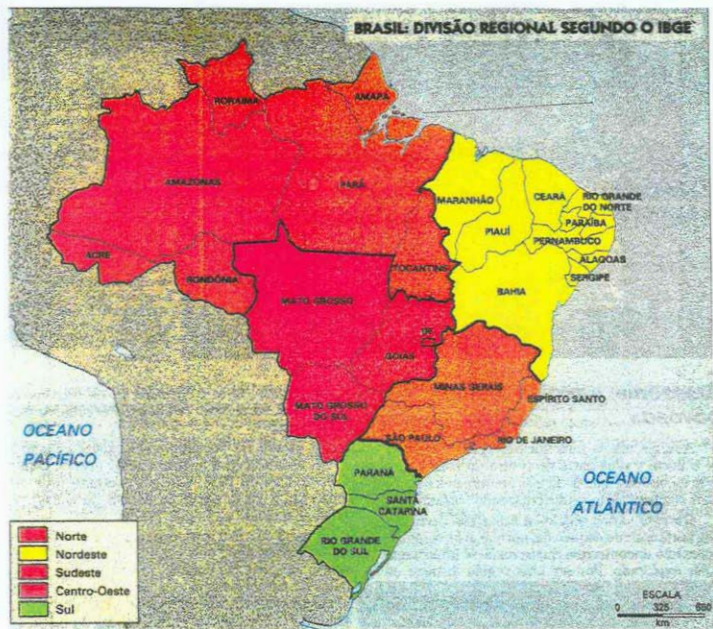 BRASIL: DIVISÃO REGIONAL SEGUNDO O IBGE
RORAIMA
AMAPÁ
AMAZONAS
PARÁ
MARANHÃO
CEARÁ
RIO GRANDE
DO NORTE
PARAÍBA
PIAUÍ
PERNAMBUCO
ACRE
ALAGOAS
TOCANTINS
SERGIPE
RONDÔNIA
BAHIA
MATO GROSSO
DF
GOIÁS
MINAS GERAIS
MATO GROSSO
DO SUL
ESPÍRITO SANTO
SÃO PAULO
RIO DE JANEIRO
OCEANO
PACÍFICO
PARANÁ
OCEANO
ATLÂNTICO
SANTA
CATARINA
RIO GRANDE
DO SUL
Norte
Nordeste
Sudeste
Centro-Oeste
Sul
ESCALA
0 325 650
km